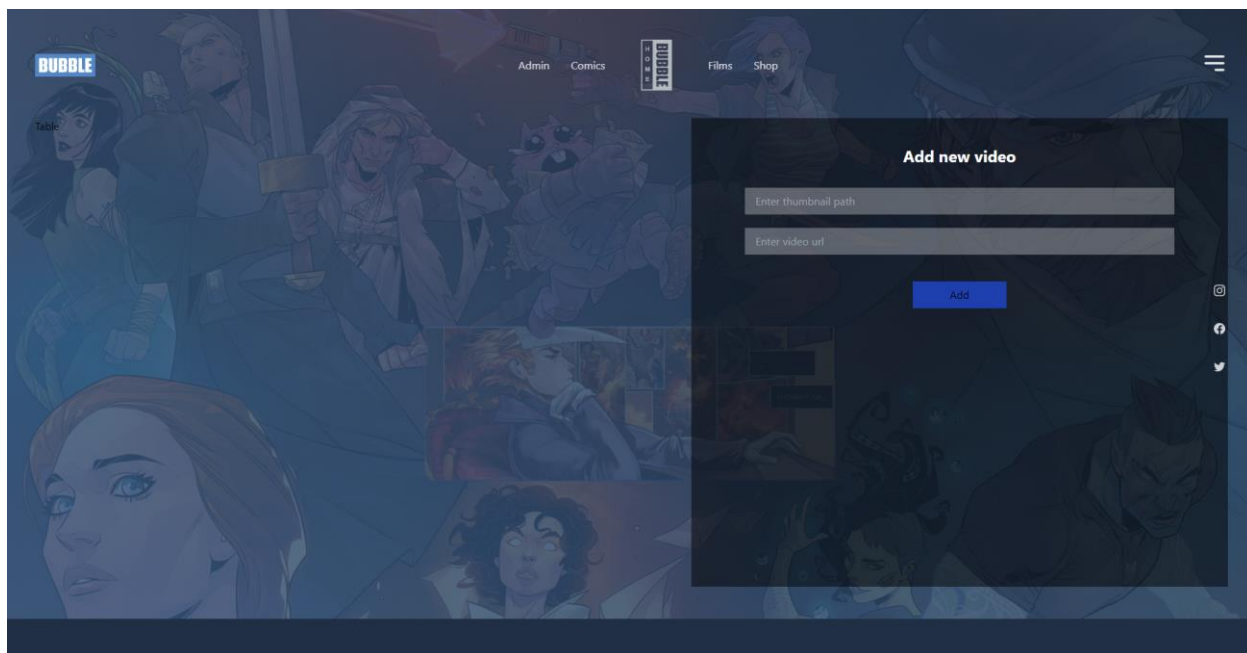 BUBBLE
Admin
Comics
HOME
BUBBLE
Films
Shop
Table
Add new video
Enter thumbnail path
Enter video url
Add